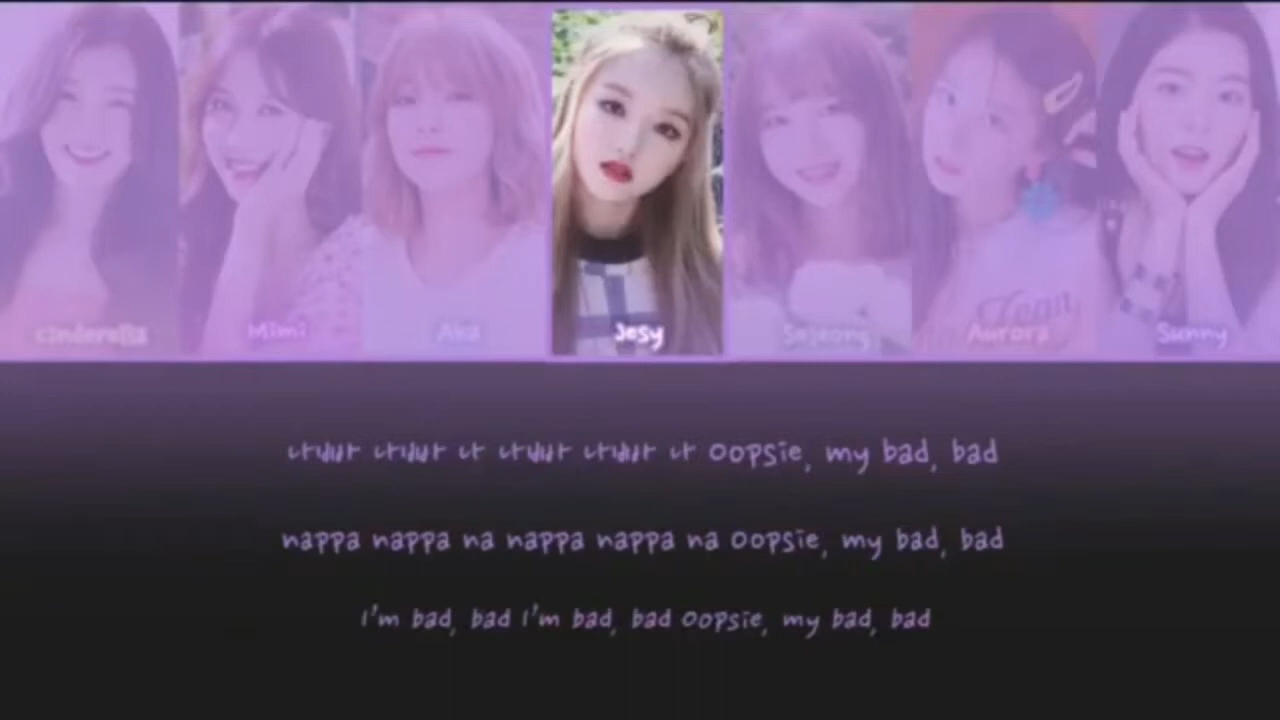 Cinderella Mimi Aka Jesy Sejeong Aurora Sunny
나빠 나빠 나 나빠 나빠 나 oopsie, my bad, bad
nappa nappa na nappa nappa na oopsie, my bad, bad
I'm bad, bad I'm bad, bad oopsie, my bad, bad